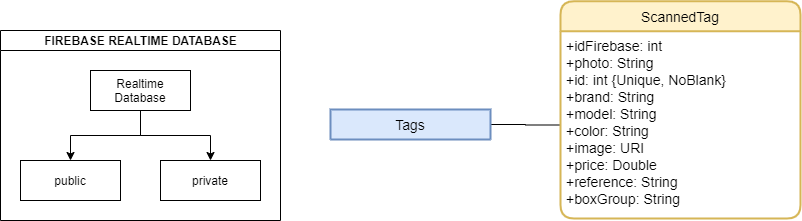 FIREBASE REALTIME DATABASE
Realtime
Database
public
private
Tags
ScannedTag
+idFirebase: int
+photo: String
+id: int {Unique, NoBlank}
+brand: String
+model: String
+color: String
+image: URI
+price: Double
+reference: String
+boxGroup: String